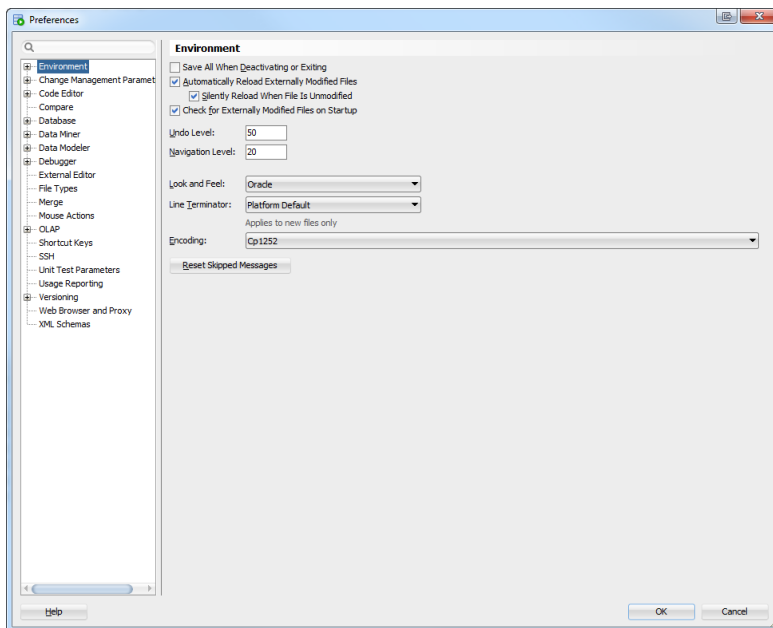 Preferences
Environment
Change Management Paramet
Code Editor
Compare
Database
Data Miner
Data Modeler
Debugger
External Editor
File Types
Merge
Mouse Actions
OLAP
Shortcut Keys
SSH
Unit Test Parameters
Usage Reporting
Versioning
Web Browser and Proxy
XML Schemas
Environment
Save All When Deactivating or Exiting
Automatically Reload Externally Modified Files
Silently Reload When File Is Unmodified
Check for Externally Modified Files on Startup
Undo Level: 50
Navigation Level: 20
Look and Feel: Oracle
Line Terminator: Platform Default
Applies to new files only
Encoding: Cp1252
Reset Skipped Messages
Help OK Cancel